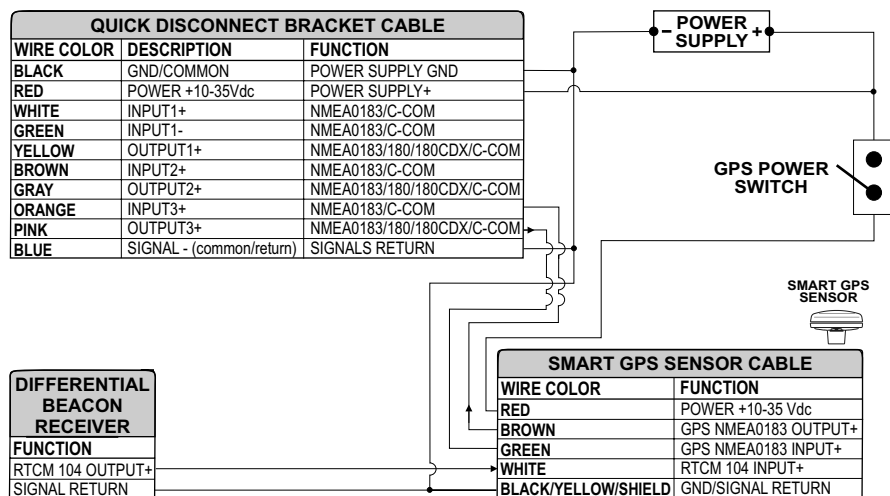 QUICK DISCONNECT BRACKET CABLE
WIRE COLOR DESCRIPTION FUNCTION
BLACK GND/COMMON POWER SUPPLY GND
RED POWER +10-35Vdc POWER SUPPLY+
WHITE INPUT1+ NMEA0183/C-COM
GREEN INPUT1- NMEA0183/C-COM
YELLOW OUTPUT1+ NMEA0183/180/180CDX/C-COM
BROWN INPUT2+ NMEA0183/C-COM
GRAY OUTPUT2+ NMEA0183/180/180CDX/C-COM
ORANGE INPUT3+ NMEA0183/C-COM
PINK OUTPUT3+ NMEA0183/180/180CDX/C-COM
BLUE SIGNAL - (common/return) SIGNALS RETURN
- POWER +
SUPPLY
GPS POWER
SWITCH
SMART GPS
SENSOR
DIFFERENTIAL
BEACON
RECEIVER
FUNCTION
RTCM 104 OUTPUT+
SIGNAL RETURN
SMART GPS SENSOR CABLE
WIRE COLOR FUNCTION
RED POWER +10-35 Vdc
BROWN GPS NMEA0183 OUTPUT+
GREEN GPS NMEA0183 INPUT+
WHITE RTCM 104 INPUT+
BLACK/YELLOW/SHIELD GND/SIGNAL RETURN